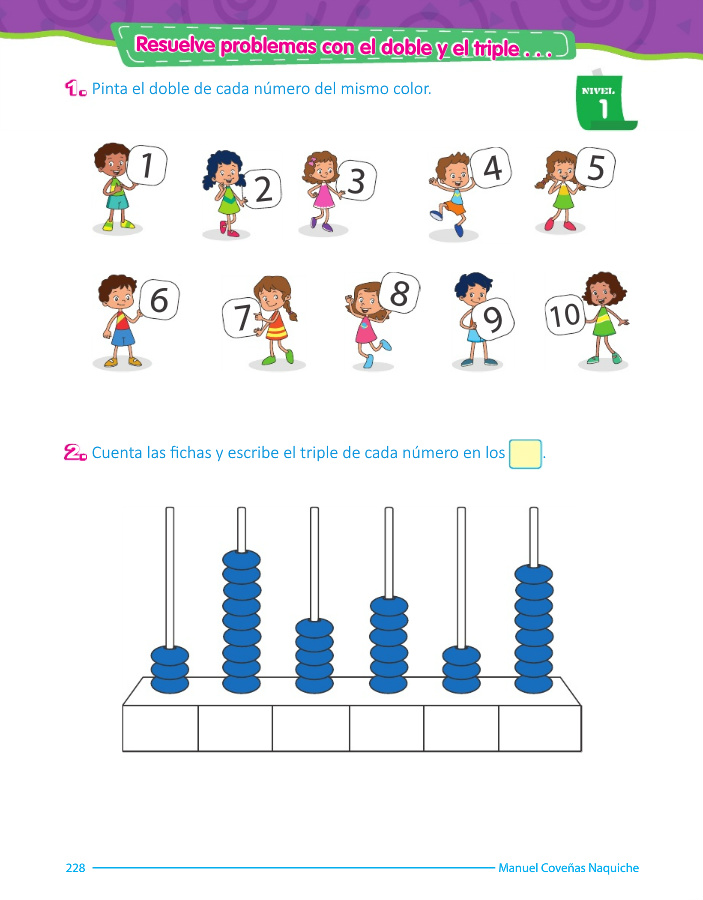 Resuelve problemas con el doble y el triple . . .
1. Pinta el doble de cada número del mismo color.
NIVEL
1
1
2
3
4
5
6
7
8
9
10
2. Cuenta las fichas y escribe el triple de cada número en los .
228
Manuel Coveñas Naquiche